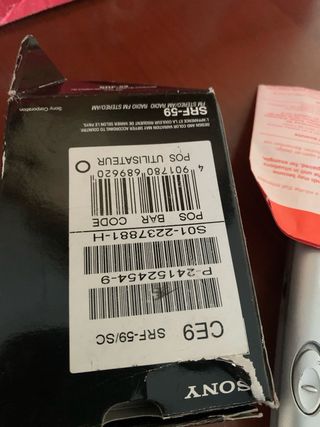 SONY
CE9 SRF-59/SC
P-24152454-9
S01-2237881-H
POS BAR CODE
4 901780 689620
POS UTILISATEUR
DESIGN AND COLOR VARIATION MAY DIFFER ACCORDING TO COUNTRY.
L'APPARENCE ET LA COULEUR RISQUENT DE VARIER SELON LE PAYS.
SRF-59
FM STEREO/AM RADIO RADIO FM STEREO/AM
Sony Corporation